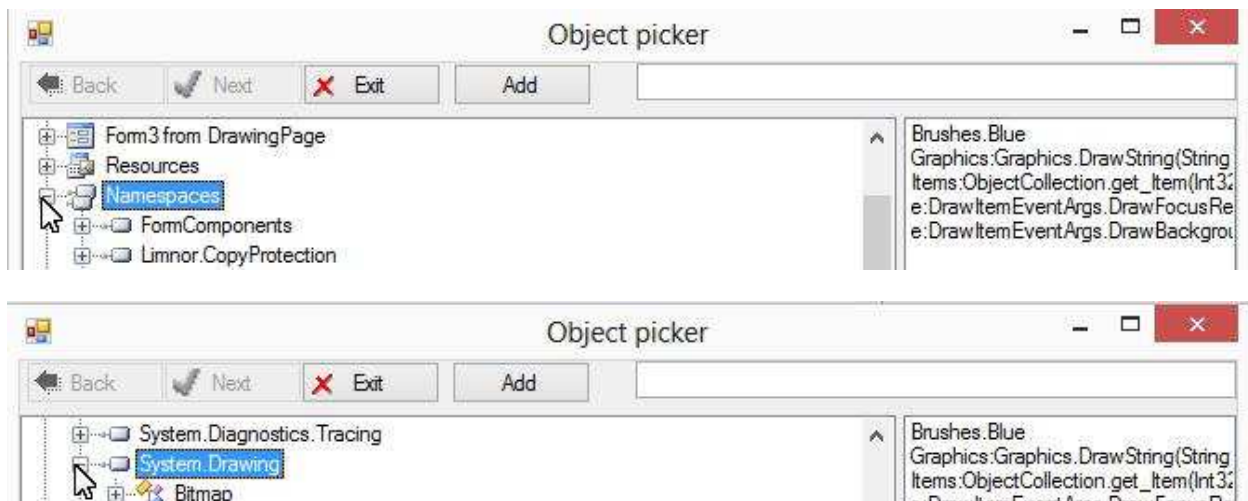 Object picker
Back Next Exit Add
Form3 from DrawingPage
Resources
Namespaces
FormComponents
Limnor.CopyProtection
Brushes.Blue
Graphics:Graphics.DrawString(String
Items:ObjectCollection.get_Item(Int32
e:DrawItemEventArgs.DrawFocusRe
e:DrawItemEventArgs.DrawBackgrou
Object picker
Back Next Exit Add
System.Diagnostics.Tracing
System.Drawing
Bitmap
Brushes.Blue
Graphics:Graphics.DrawString(String
Items:ObjectCollection.get_Item(Int32